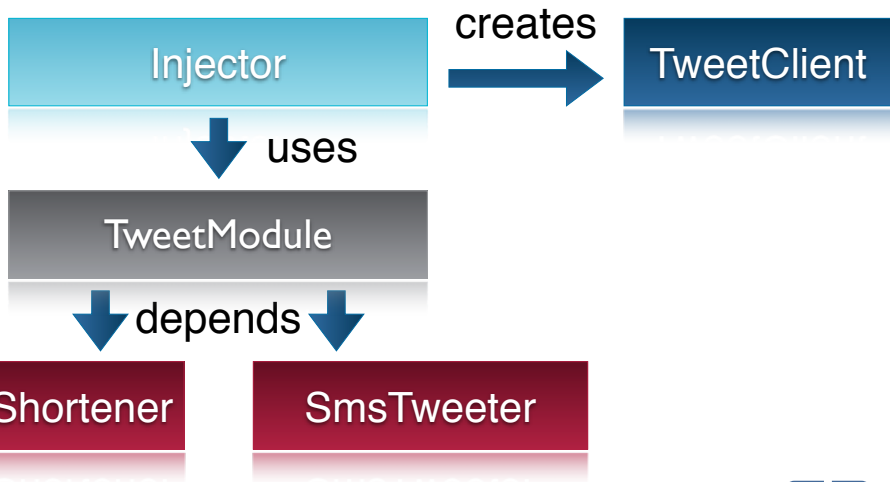 creates
Injector
TweetClient
uses
TweetModule
depends
Shortener
SmsTweeter